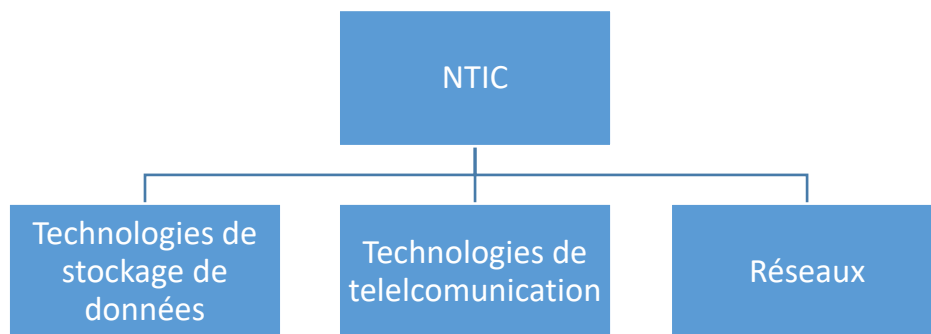 NTIC
Technologies de
stockage de
données
Technologies de
telelcomunication
Réseaux